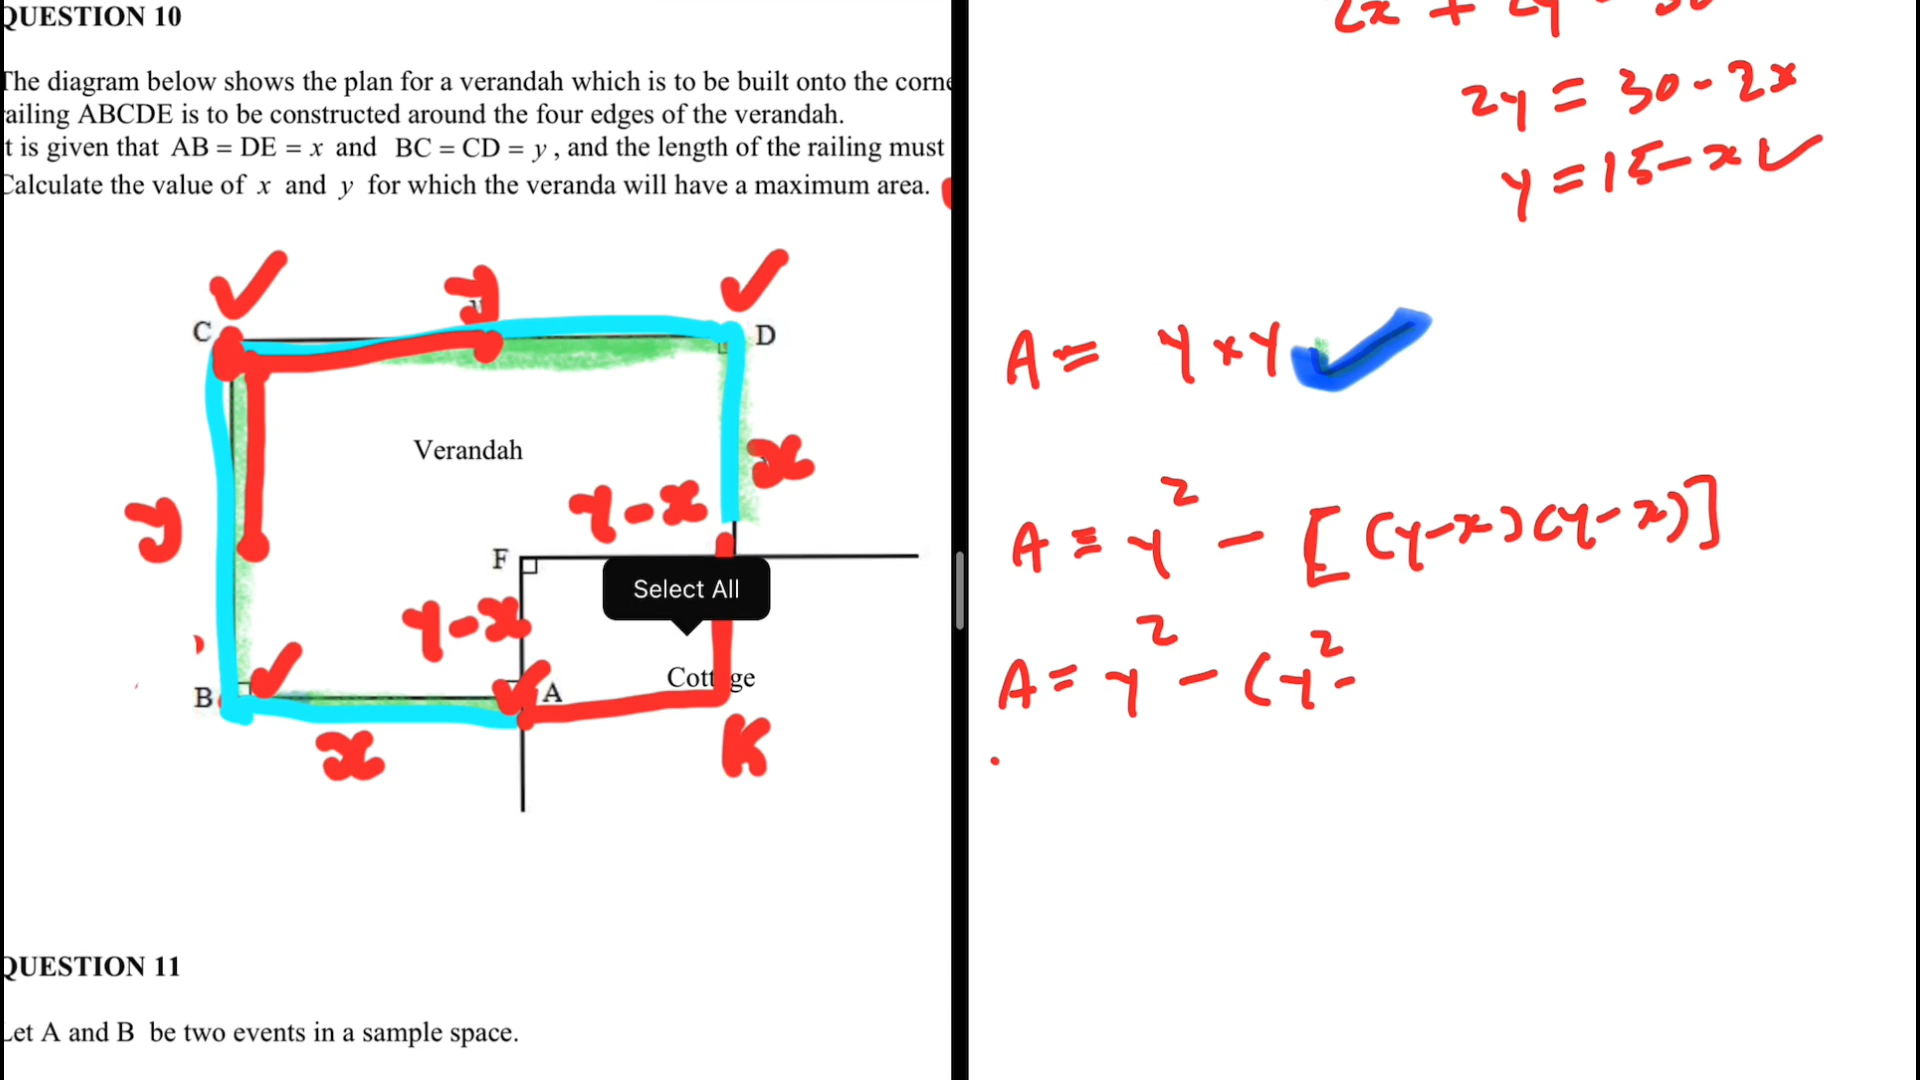 QUESTION 10
The diagram below shows the plan for a verandah which is to be built onto the corne
railing ABCDE is to be constructed around the four edges of the verandah.
t is given that AB = DE = x and BC = CD = y , and the length of the railing must
Calculate the value of x and y for which the veranda will have a maximum area.
y
C
D
Verandah
x
y-x
y
F
Select All
y-x
Cot ge
B
A
x
K
QUESTION 11
Let A and B be two events in a sample space.
2y = 30-2x
y = 15-x ✓
A = y×y ✓
A = y² - [(y-x)(y-x)]
A = y² - (y² -